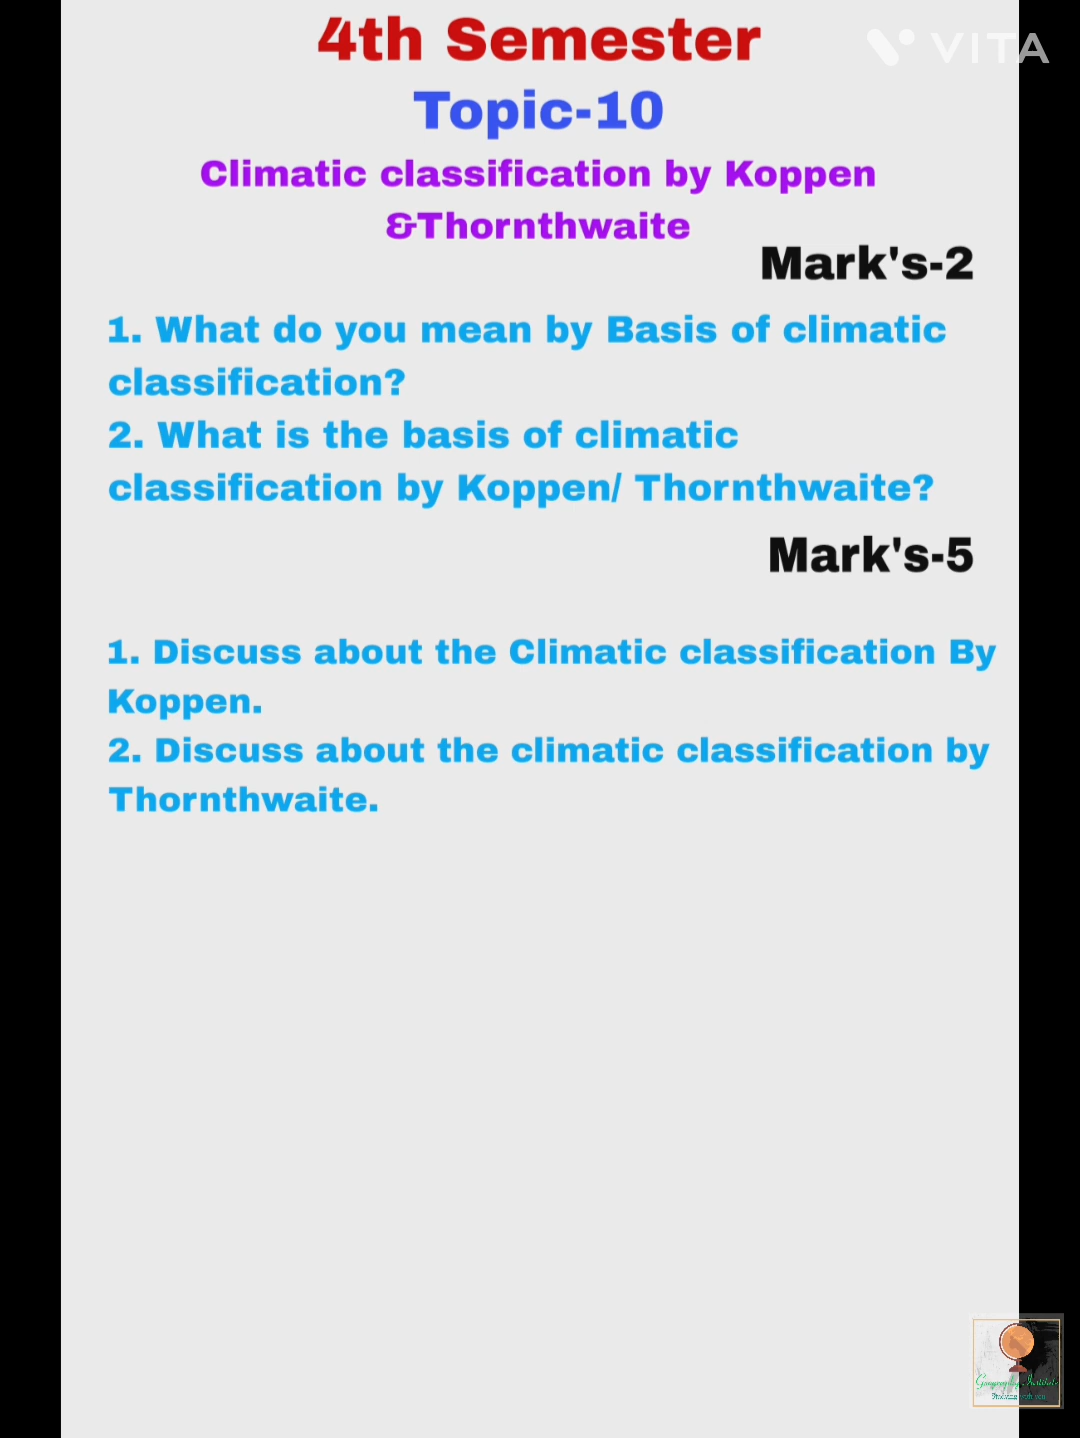 4th Semester
VITA
Topic-10
Climatic classification by Koppen
&Thornthwaite
Mark's-2
1. What do you mean by Basis of climatic
classification?
2. What is the basis of climatic
classification by Koppen/ Thornthwaite?
Mark's-5
1. Discuss about the Climatic classification By
Koppen.
2. Discuss about the climatic classification by
Thornthwaite.
Geography Institute